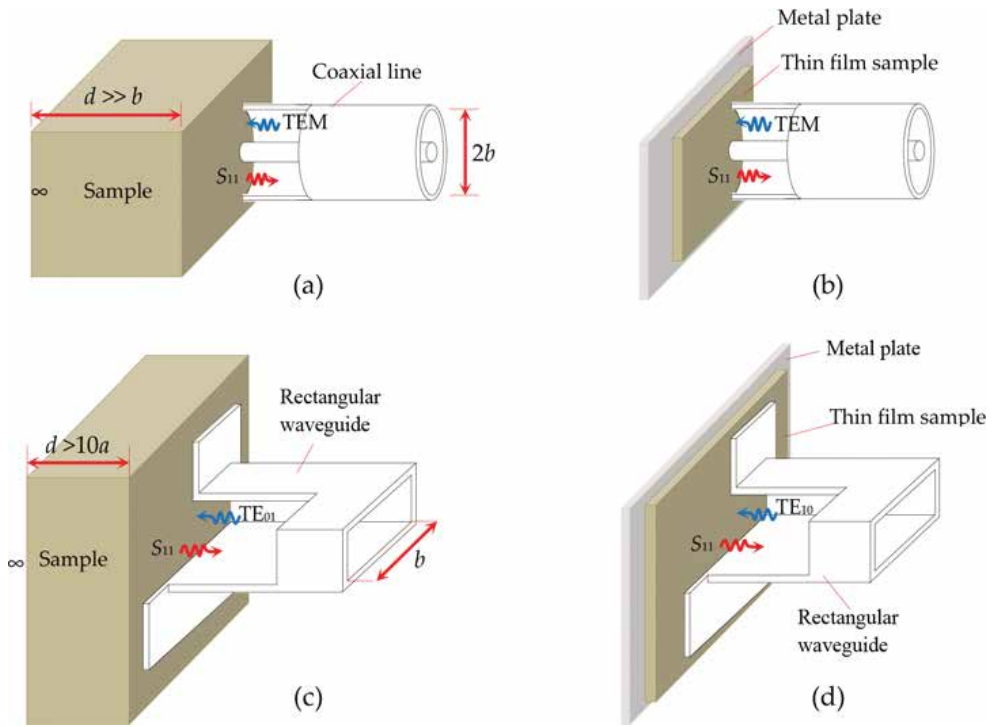 Coaxial line
d >> b
TEM
2b
S11
∞
Sample
(a)
Metal plate
Thin film sample
TEM
S11
(b)
Rectangular
waveguide
d >10a
TE01
S11
∞
Sample
b
(c)
Metal plate
Thin film sample
TE10
S11
Rectangular
waveguide
(d)